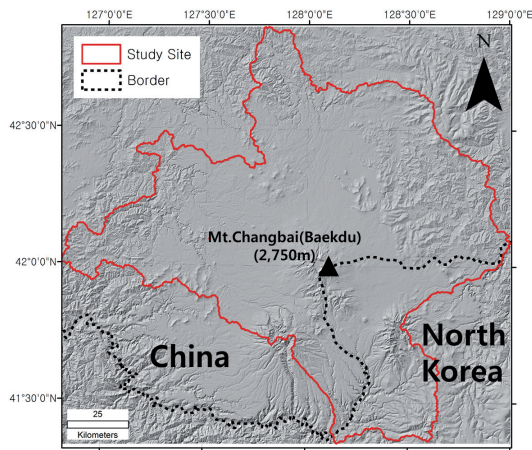 127°0'0"E
127°30'0"E
128°0'0"E
128°30'0"E
129°0'0"E
Study Site
Border
N
42°30'0"N
42°0'0"N
41°30'0"N
Mt.Changbai(Baekdu)
(2,750m)
China
North
Korea
25
Kilometers